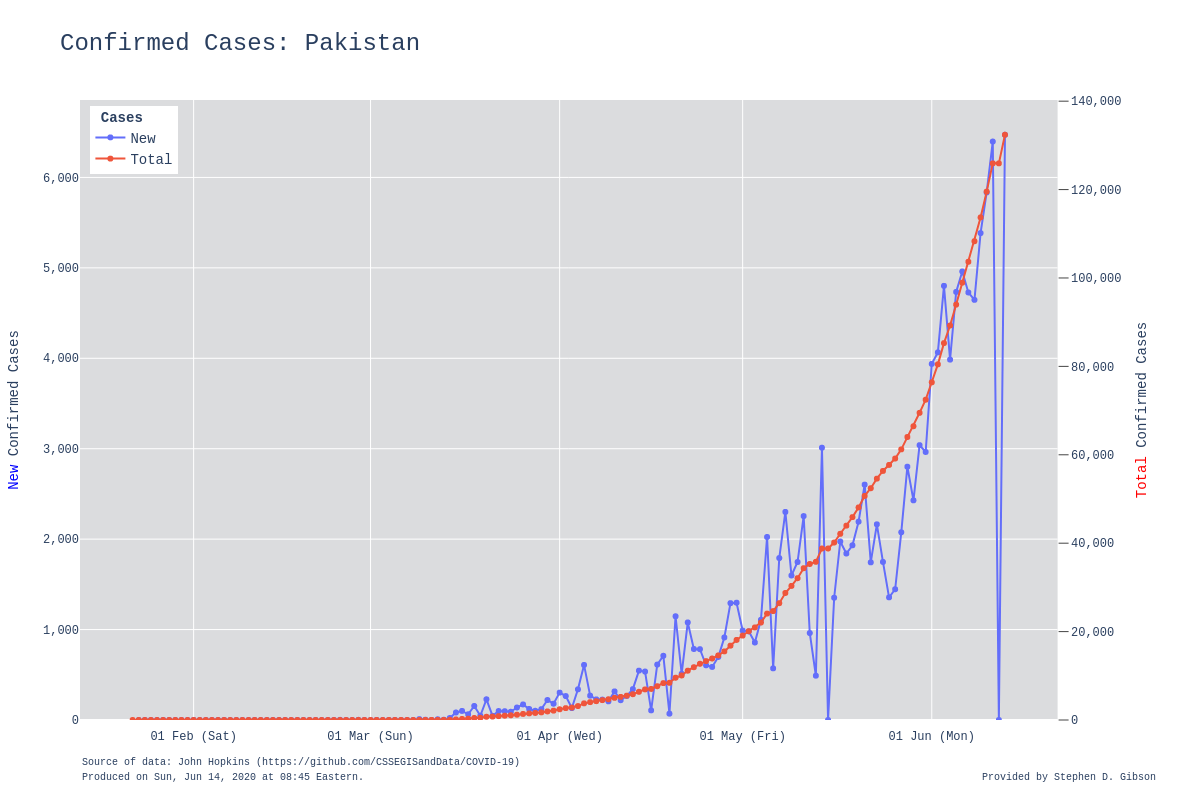 Confirmed Cases: Pakistan
Cases
New
Total
6,000
5,000
4,000
3,000
2,000
1,000
0
New Confirmed Cases
140,000
120,000
100,000
80,000
60,000
40,000
20,000
0
Total Confirmed Cases
01 Feb (Sat)
01 Mar (Sun)
01 Apr (Wed)
01 May (Fri)
01 Jun (Mon)
Source of data: John Hopkins (https://github.com/CSSEGISandData/COVID-19)
Produced on Sun, Jun 14, 2020 at 08:45 Eastern.
Provided by Stephen D. Gibson